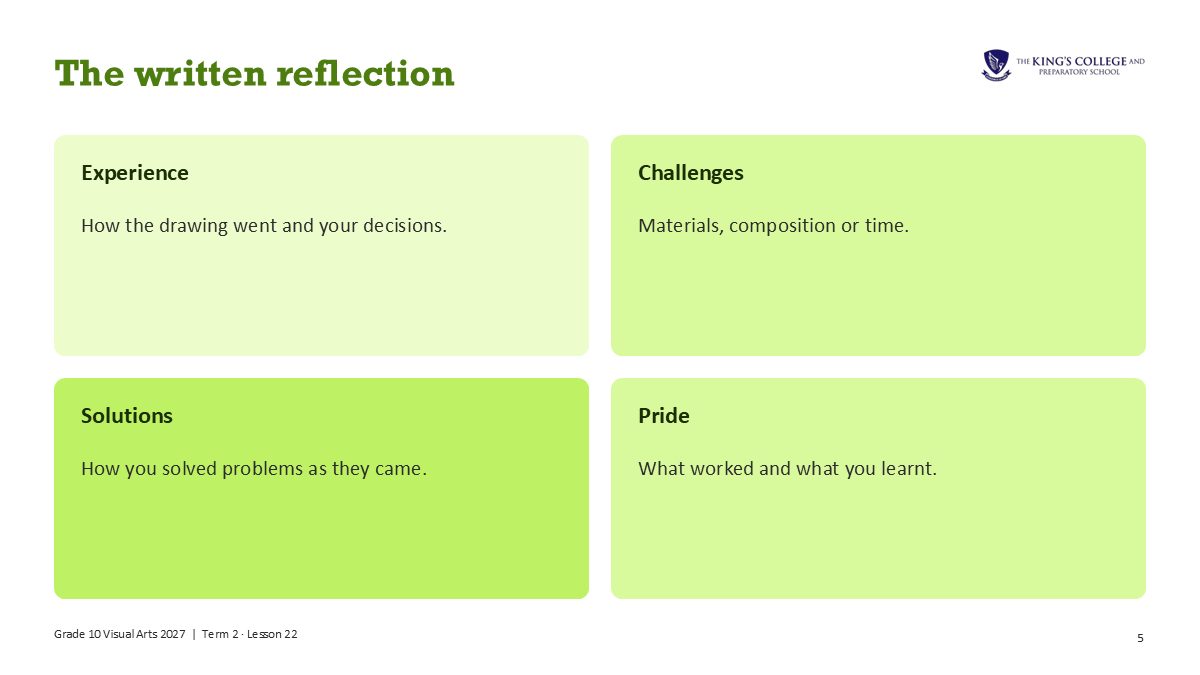 The written reflection
THE KING'S COLLEGE AND
PREPARATORY SCHOOL
Experience
How the drawing went and your decisions.
Challenges
Materials, composition or time.
Solutions
How you solved problems as they came.
Pride
What worked and what you learnt.
Grade 10 Visual Arts 2027 | Term 2 · Lesson 22
5